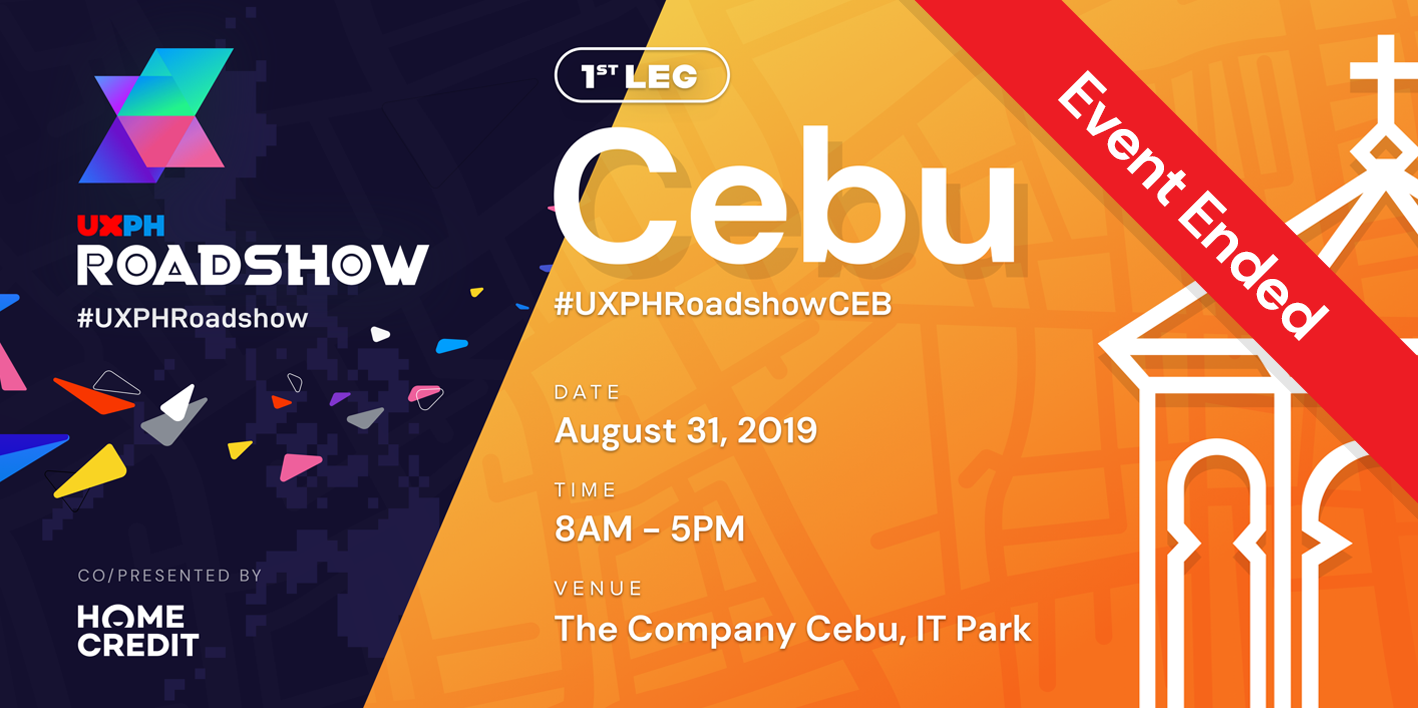 UXPH
ROADSHOW
#UXPHRoadshow
CO/PRESENTED BY
HOME
CREDIT
1ST LEG
Cebu
#UXPHRoadshowCEB
DATE
August 31, 2019
TIME
8AM – 5PM
VENUE
The Company Cebu, IT Park
Event Ended